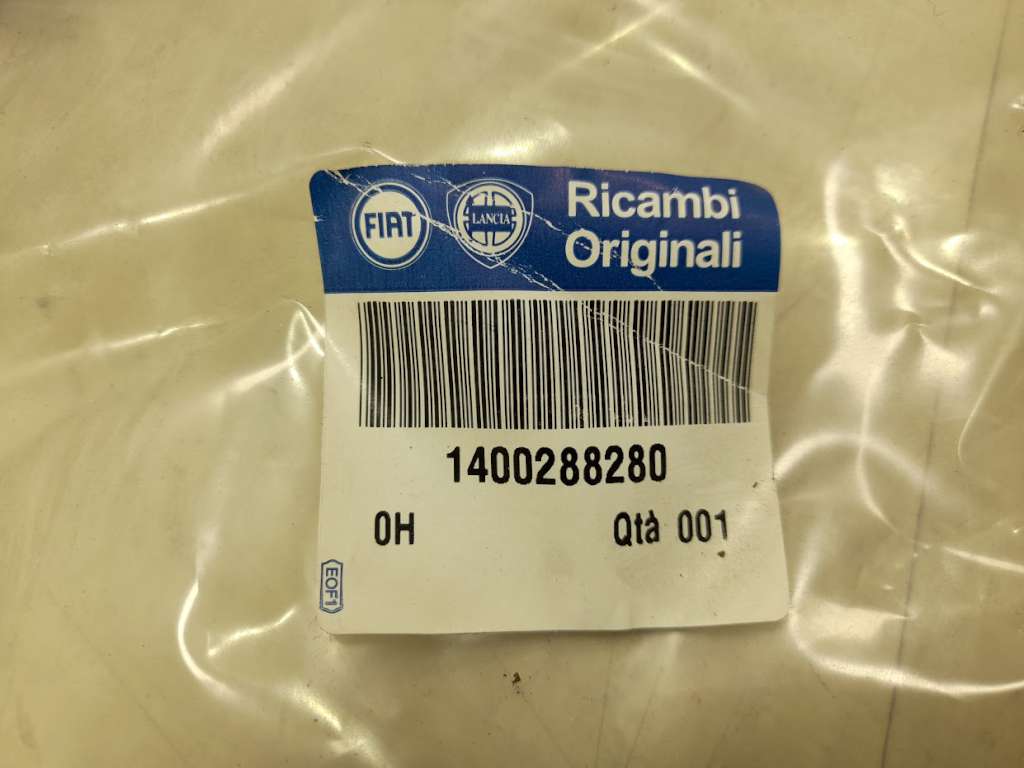 FIAT
LANCIA
Ricambi
Originali
1400288280
0H
Qtà 001
EOF1